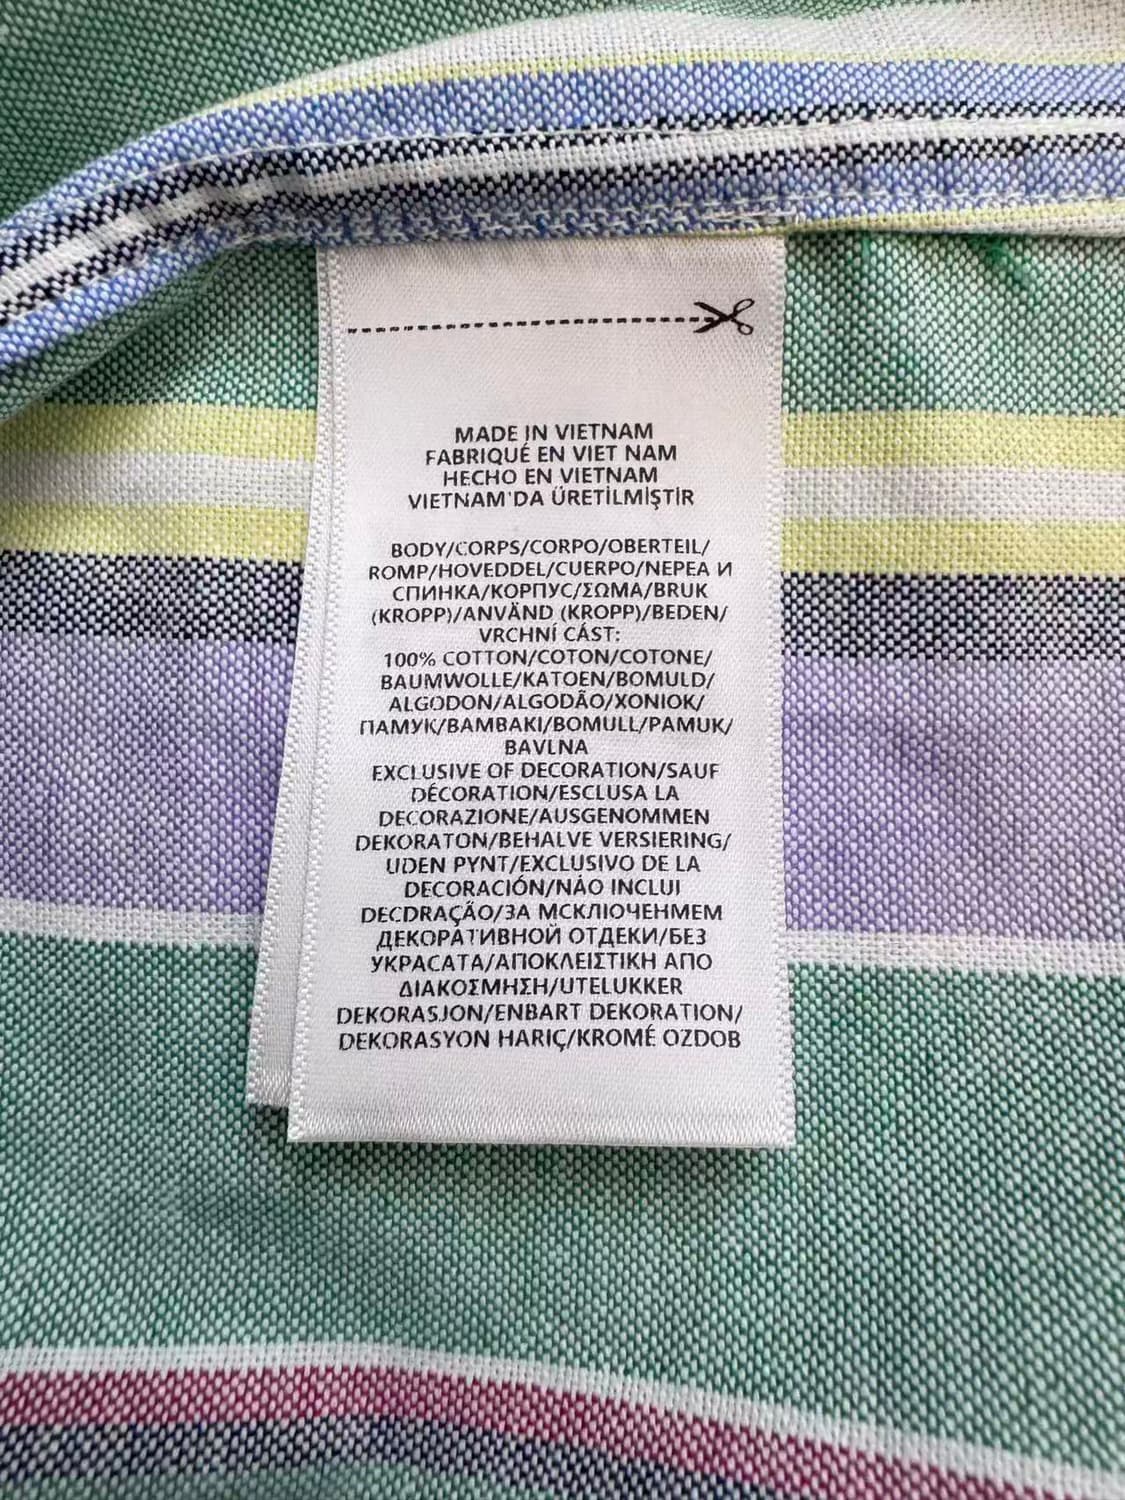 MADE IN VIETNAM
FABRIQUÉ EN VIET NAM
HECHO EN VIETNAM
VIETNAM'DA ÜRETİLMİŞTİR
BODY/CORPS/CORPO/OBERTEIL/
ROMP/HOVEDDEL/CUERPO/NEPEA И
СПИНКА/КОРПУС/ΣΩΜΑ/BRUK
(KROPP)/ANVÄND (KROPP)/BEDEN/
VRCHNÍ CÁST:
100% COTTON/COTON/COTONE/
BAUMWOLLE/KATOEN/BOMULD/
ALGODON/ALGODÃO/XONIOK/
ПАМУК/BAMBAKI/BOMULL/PAMUK/
BAVLNA
EXCLUSIVE OF DECORATION/SAUF
DÉCORATION/ESCLUSA LA
DECORAZIONE/AUSGENOMMEN
DEKORATON/BEHALVE VERSIERING/
UDEN PYNT/EXCLUSIVO DE LA
DECORACIÓN/NÃO INCLUI
DECDRAÇÃO/ЗА МСКЛЮЧЕНМЕМ
ДЕКОРАТИВНОЙ ОТДЕКИ/БЕЗ
УКРАСАТА/ΑΠΟΚΛΕΙΣΤΙΚΗ ΑΠΟ
ΔΙΑΚΟΣΜΗΣΗ/UTELUKKER
DEKORASJON/ENBART DEKORATION/
DEKORASYON HARIÇ/KROMÉ OZDOB